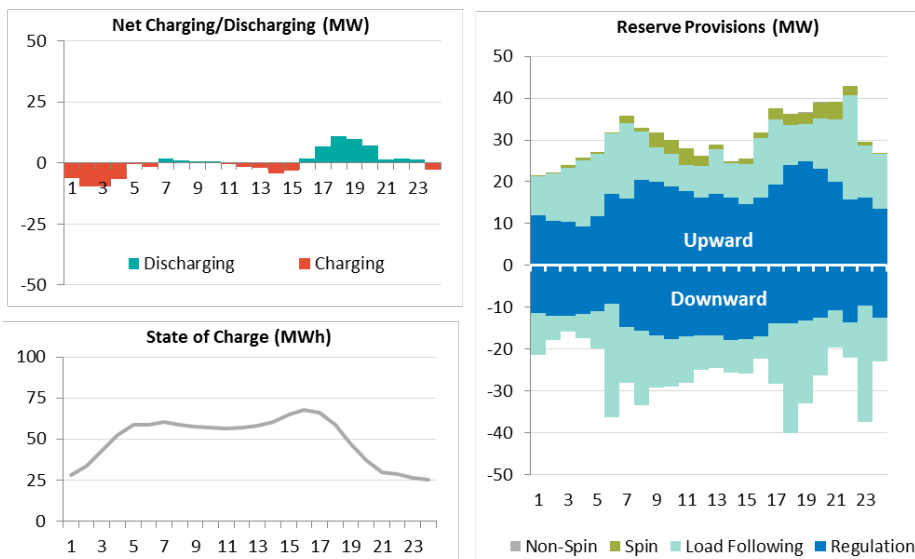 Net Charging/Discharging (MW)
50
25
0
-25
-50
1 3 5 7 9 11 13 15 17 19 21 23
Discharging Charging
State of Charge (MWh)
100
75
50
25
0
1 3 5 7 9 11 13 15 17 19 21 23
Reserve Provisions (MW)
50
40
30
20
10
0
-10
-20
-30
-40
-50
Upward
Downward
1 3 5 7 9 11 13 15 17 19 21 23
Non-Spin Spin Load Following Regulation